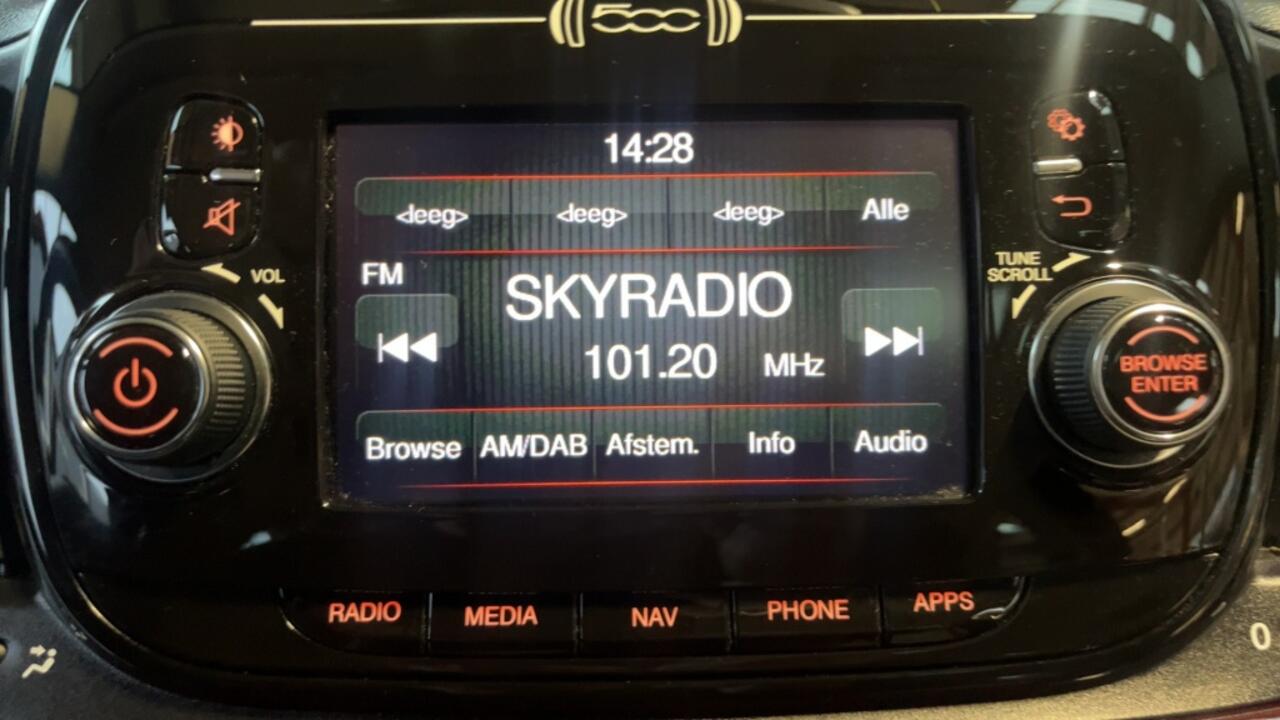 500
14:28
<leeg> <leeg> <leeg> Alle
VOL
FM
SKYRADIO
TUNE
SCROLL
101.20 MHz
BROWSE
ENTER
Browse AM/DAB Afstem. Info Audio
RADIO MEDIA NAV PHONE APPS
0